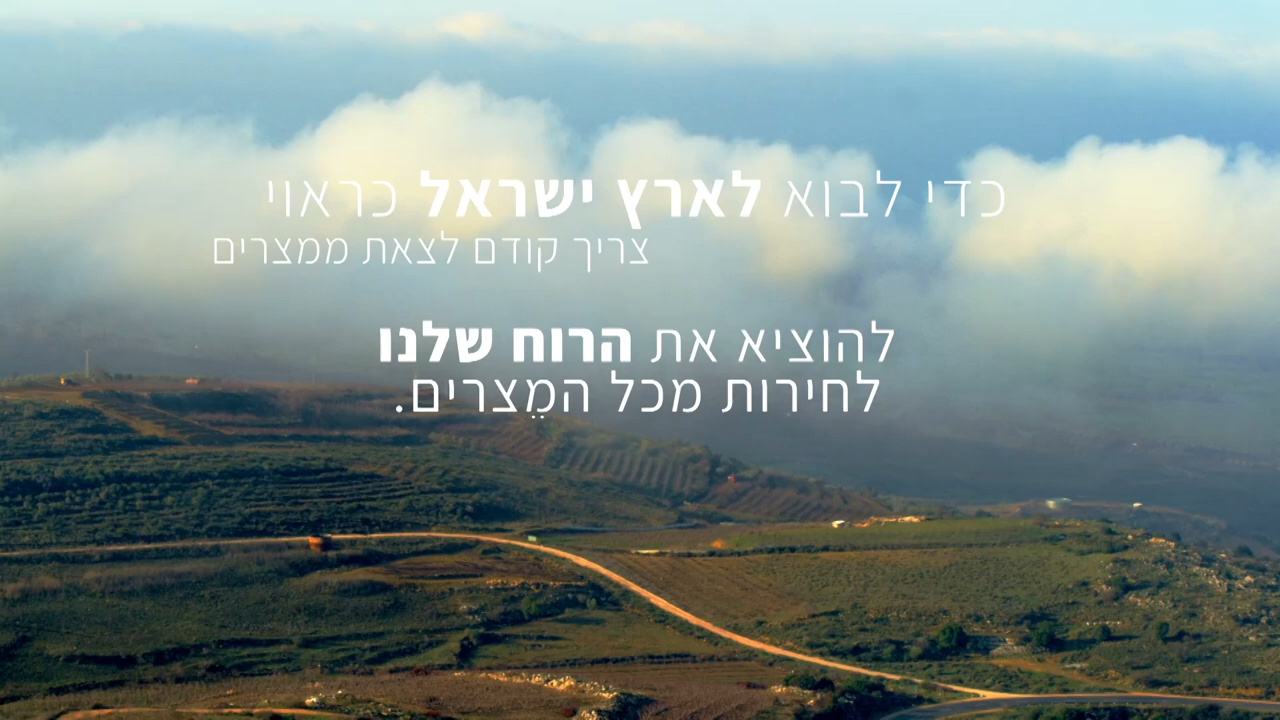 כדי לבוא לארץ ישראל כראוי
צריך קודם לצאת ממצרים
להוציא את הרוח שלנו
לחירות מכל המֵצרים.